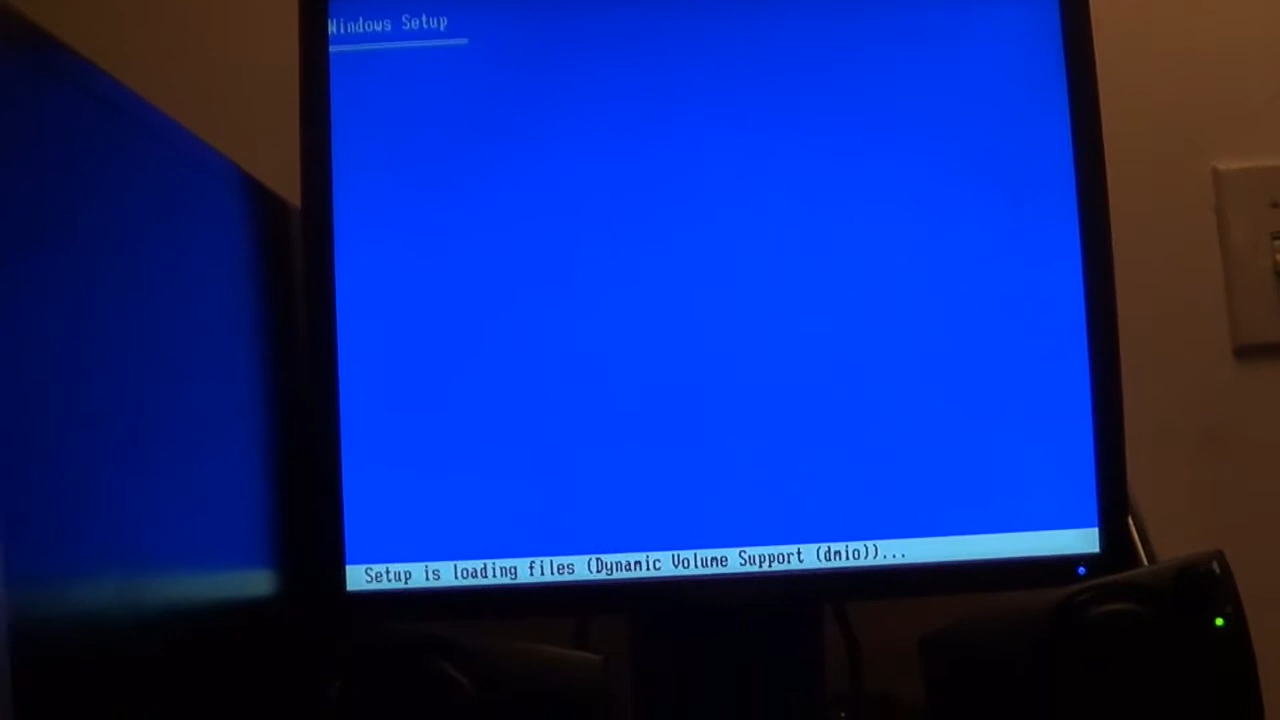 Windows Setup
Setup is loading files (Dynamic Volume Support (dmio))...